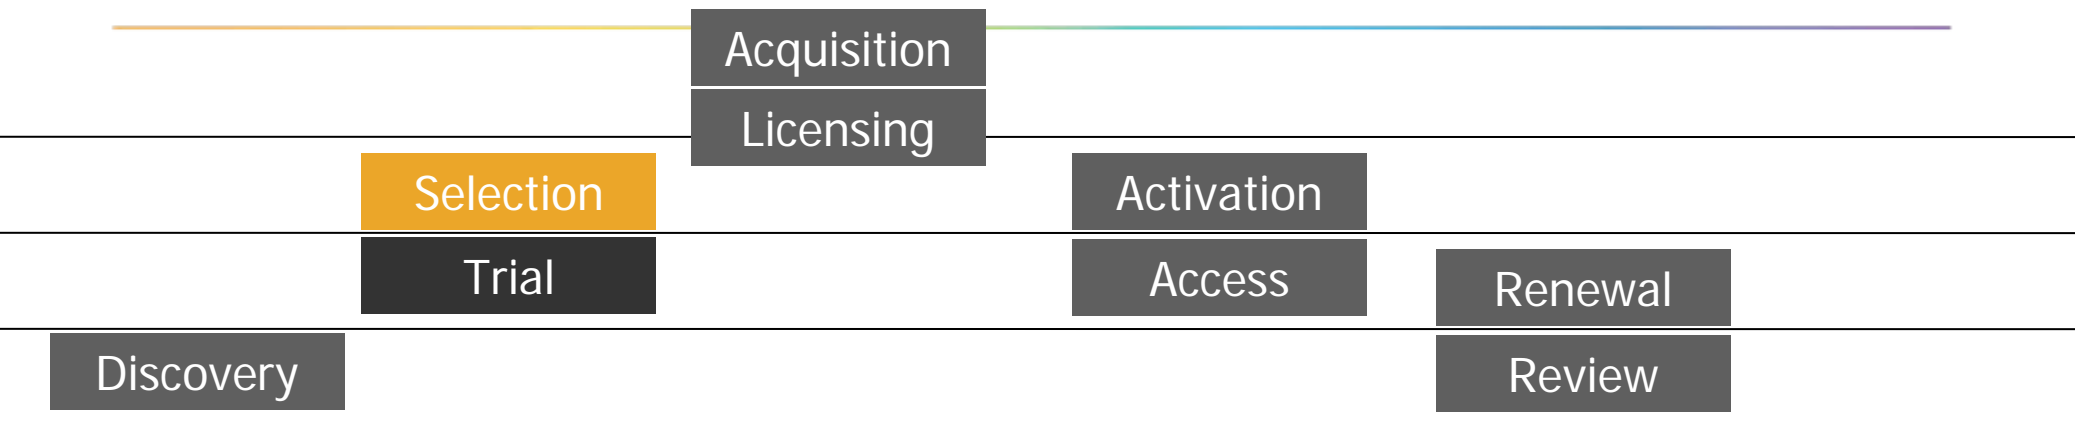 Acquisition
Licensing
Selection
Activation
Trial
Access
Renewal
Discovery
Review